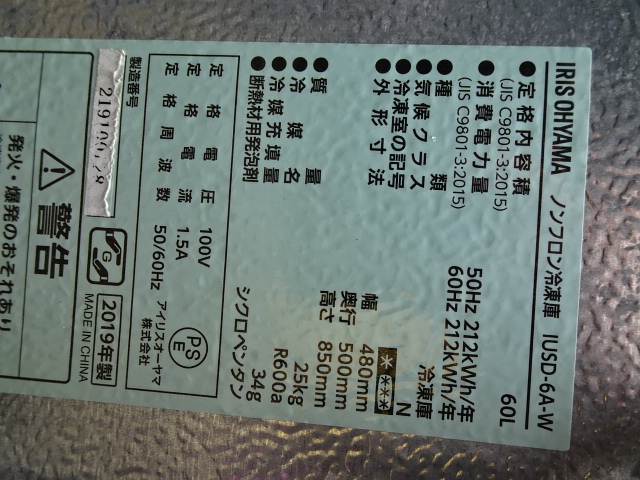 IRIS OHYAMA ノンフロン冷凍庫 IUSD-6A-W
●定格内容積 60L
(JIS C9801-3:2015)
●消費電力量 50Hz 212kWh/年
(JIS C9801-3:2015) 60Hz 212kWh/年
●種類 冷凍庫
●気候クラス N
●冷凍室の記号
●外形寸法 幅 480mm
奥行 500mm
高さ 850mm
●質量 25kg
●冷媒名 R600a
●冷媒充填量 34g
●断熱材用発泡剤 シクロペンタン
定格電圧 100V
定格電流 1.5A
定格周波数 50/60Hz
PS
E
アイリスオーヤマ
株式会社
製造番号
G
2019年製
MADE IN CHINA
警告
発火・爆発のおそれあり